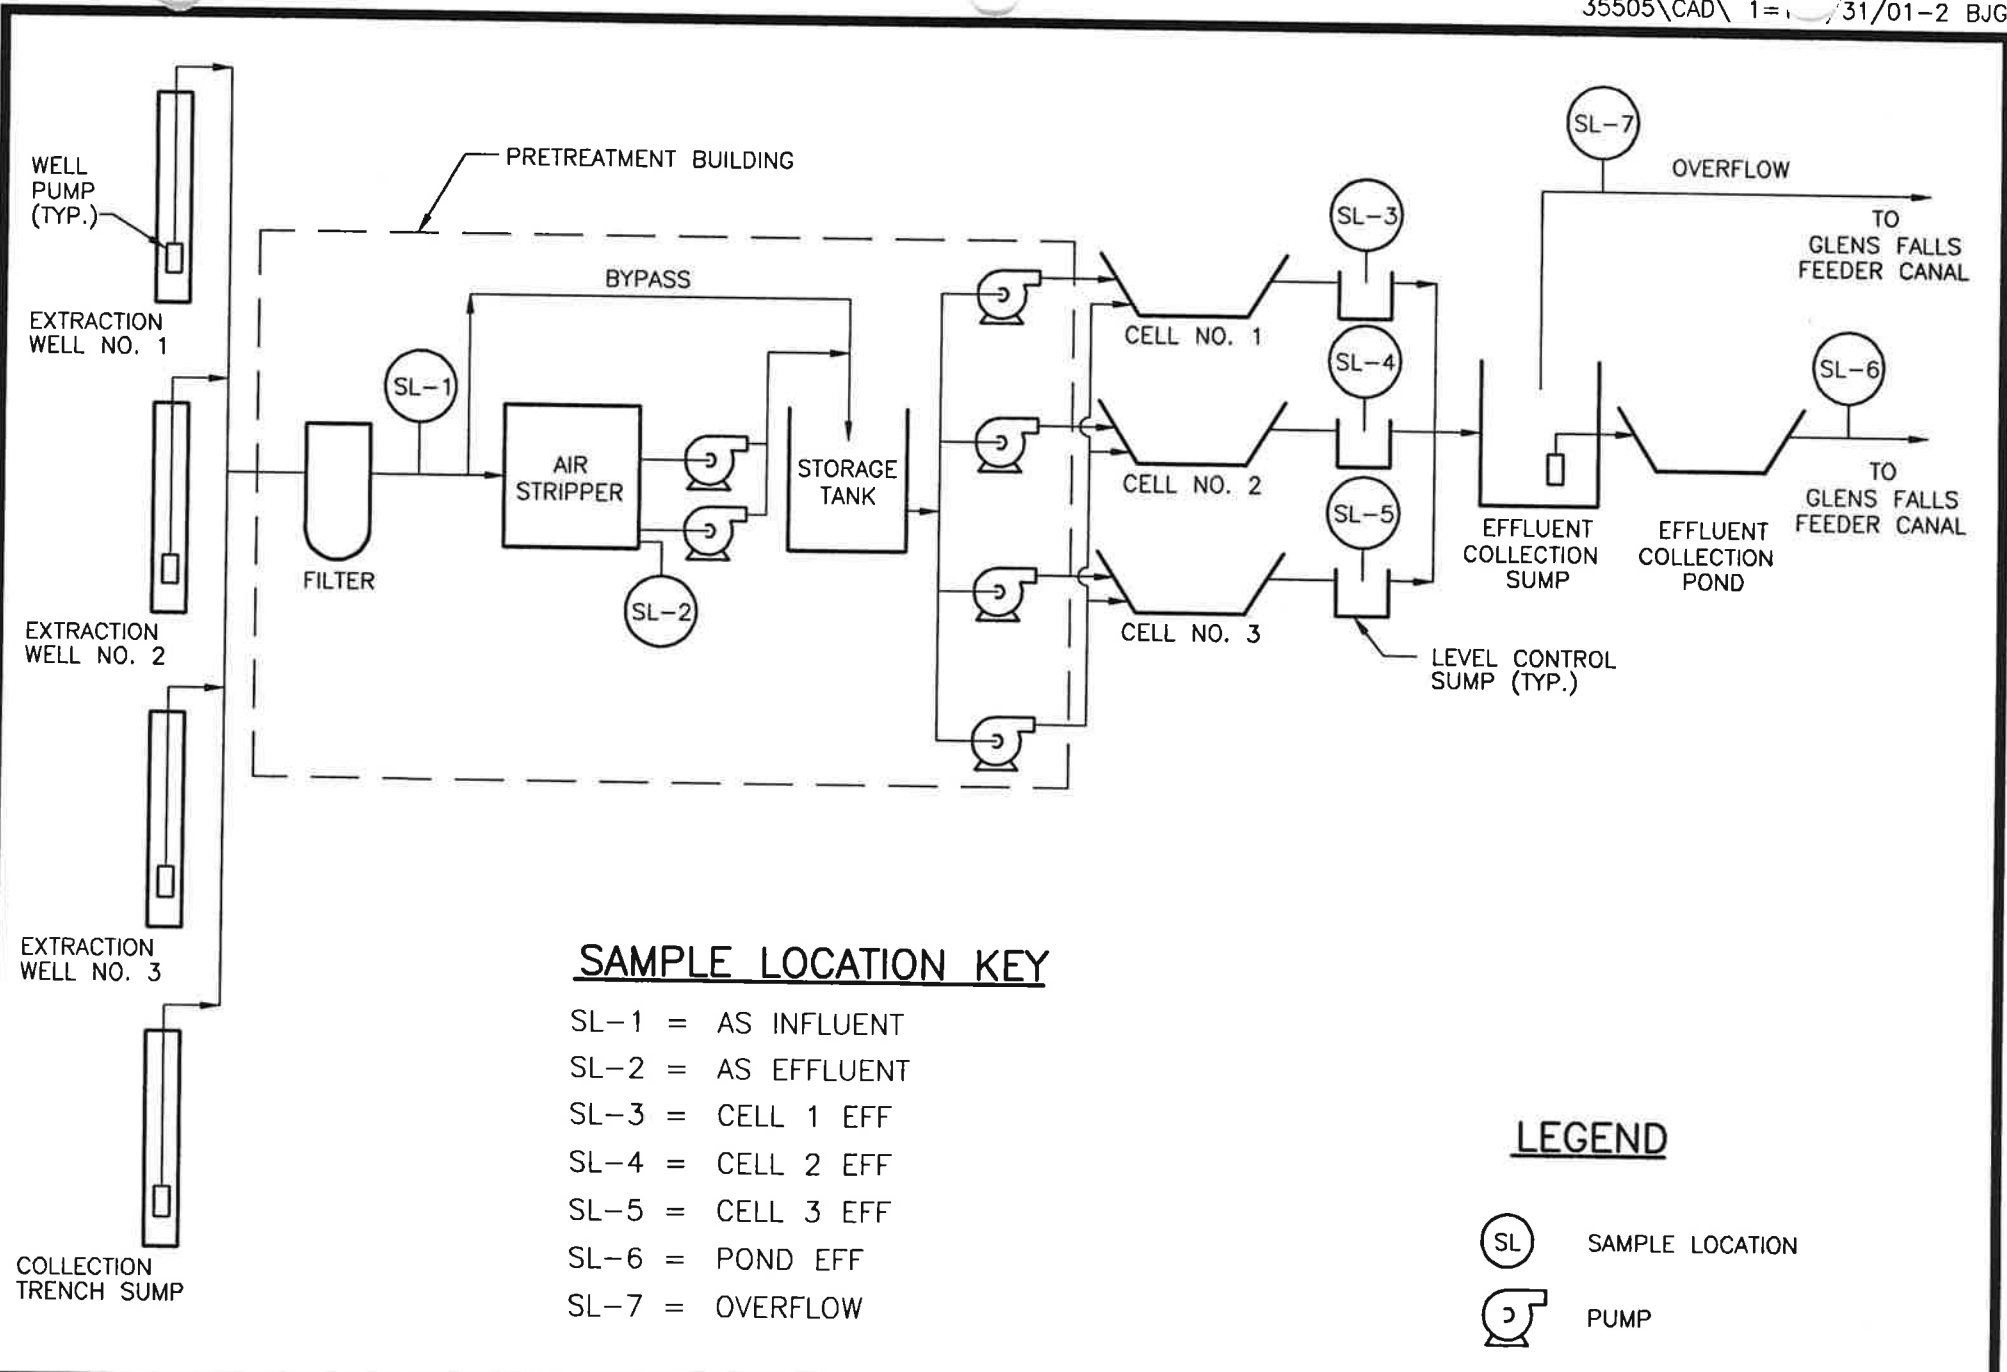 35505\CAD\ 1= /31/01-2 BJG
WELL
PUMP
(TYP.)
EXTRACTION
WELL NO. 1
EXTRACTION
WELL NO. 2
EXTRACTION
WELL NO. 3
COLLECTION
TRENCH SUMP
PRETREATMENT BUILDING
BYPASS
SL-1
FILTER
AIR
STRIPPER
SL-2
STORAGE
TANK
CELL NO. 1
CELL NO. 2
CELL NO. 3
SL-3
SL-4
SL-5
LEVEL CONTROL
SUMP (TYP.)
SL-7
OVERFLOW
TO
GLENS FALLS
FEEDER CANAL
SL-6
TO
GLENS FALLS
FEEDER CANAL
EFFLUENT
COLLECTION
SUMP
EFFLUENT
COLLECTION
POND
SAMPLE LOCATION KEY
SL-1 = AS INFLUENT
SL-2 = AS EFFLUENT
SL-3 = CELL 1 EFF
SL-4 = CELL 2 EFF
SL-5 = CELL 3 EFF
SL-6 = POND EFF
SL-7 = OVERFLOW
LEGEND
SL SAMPLE LOCATION
PUMP